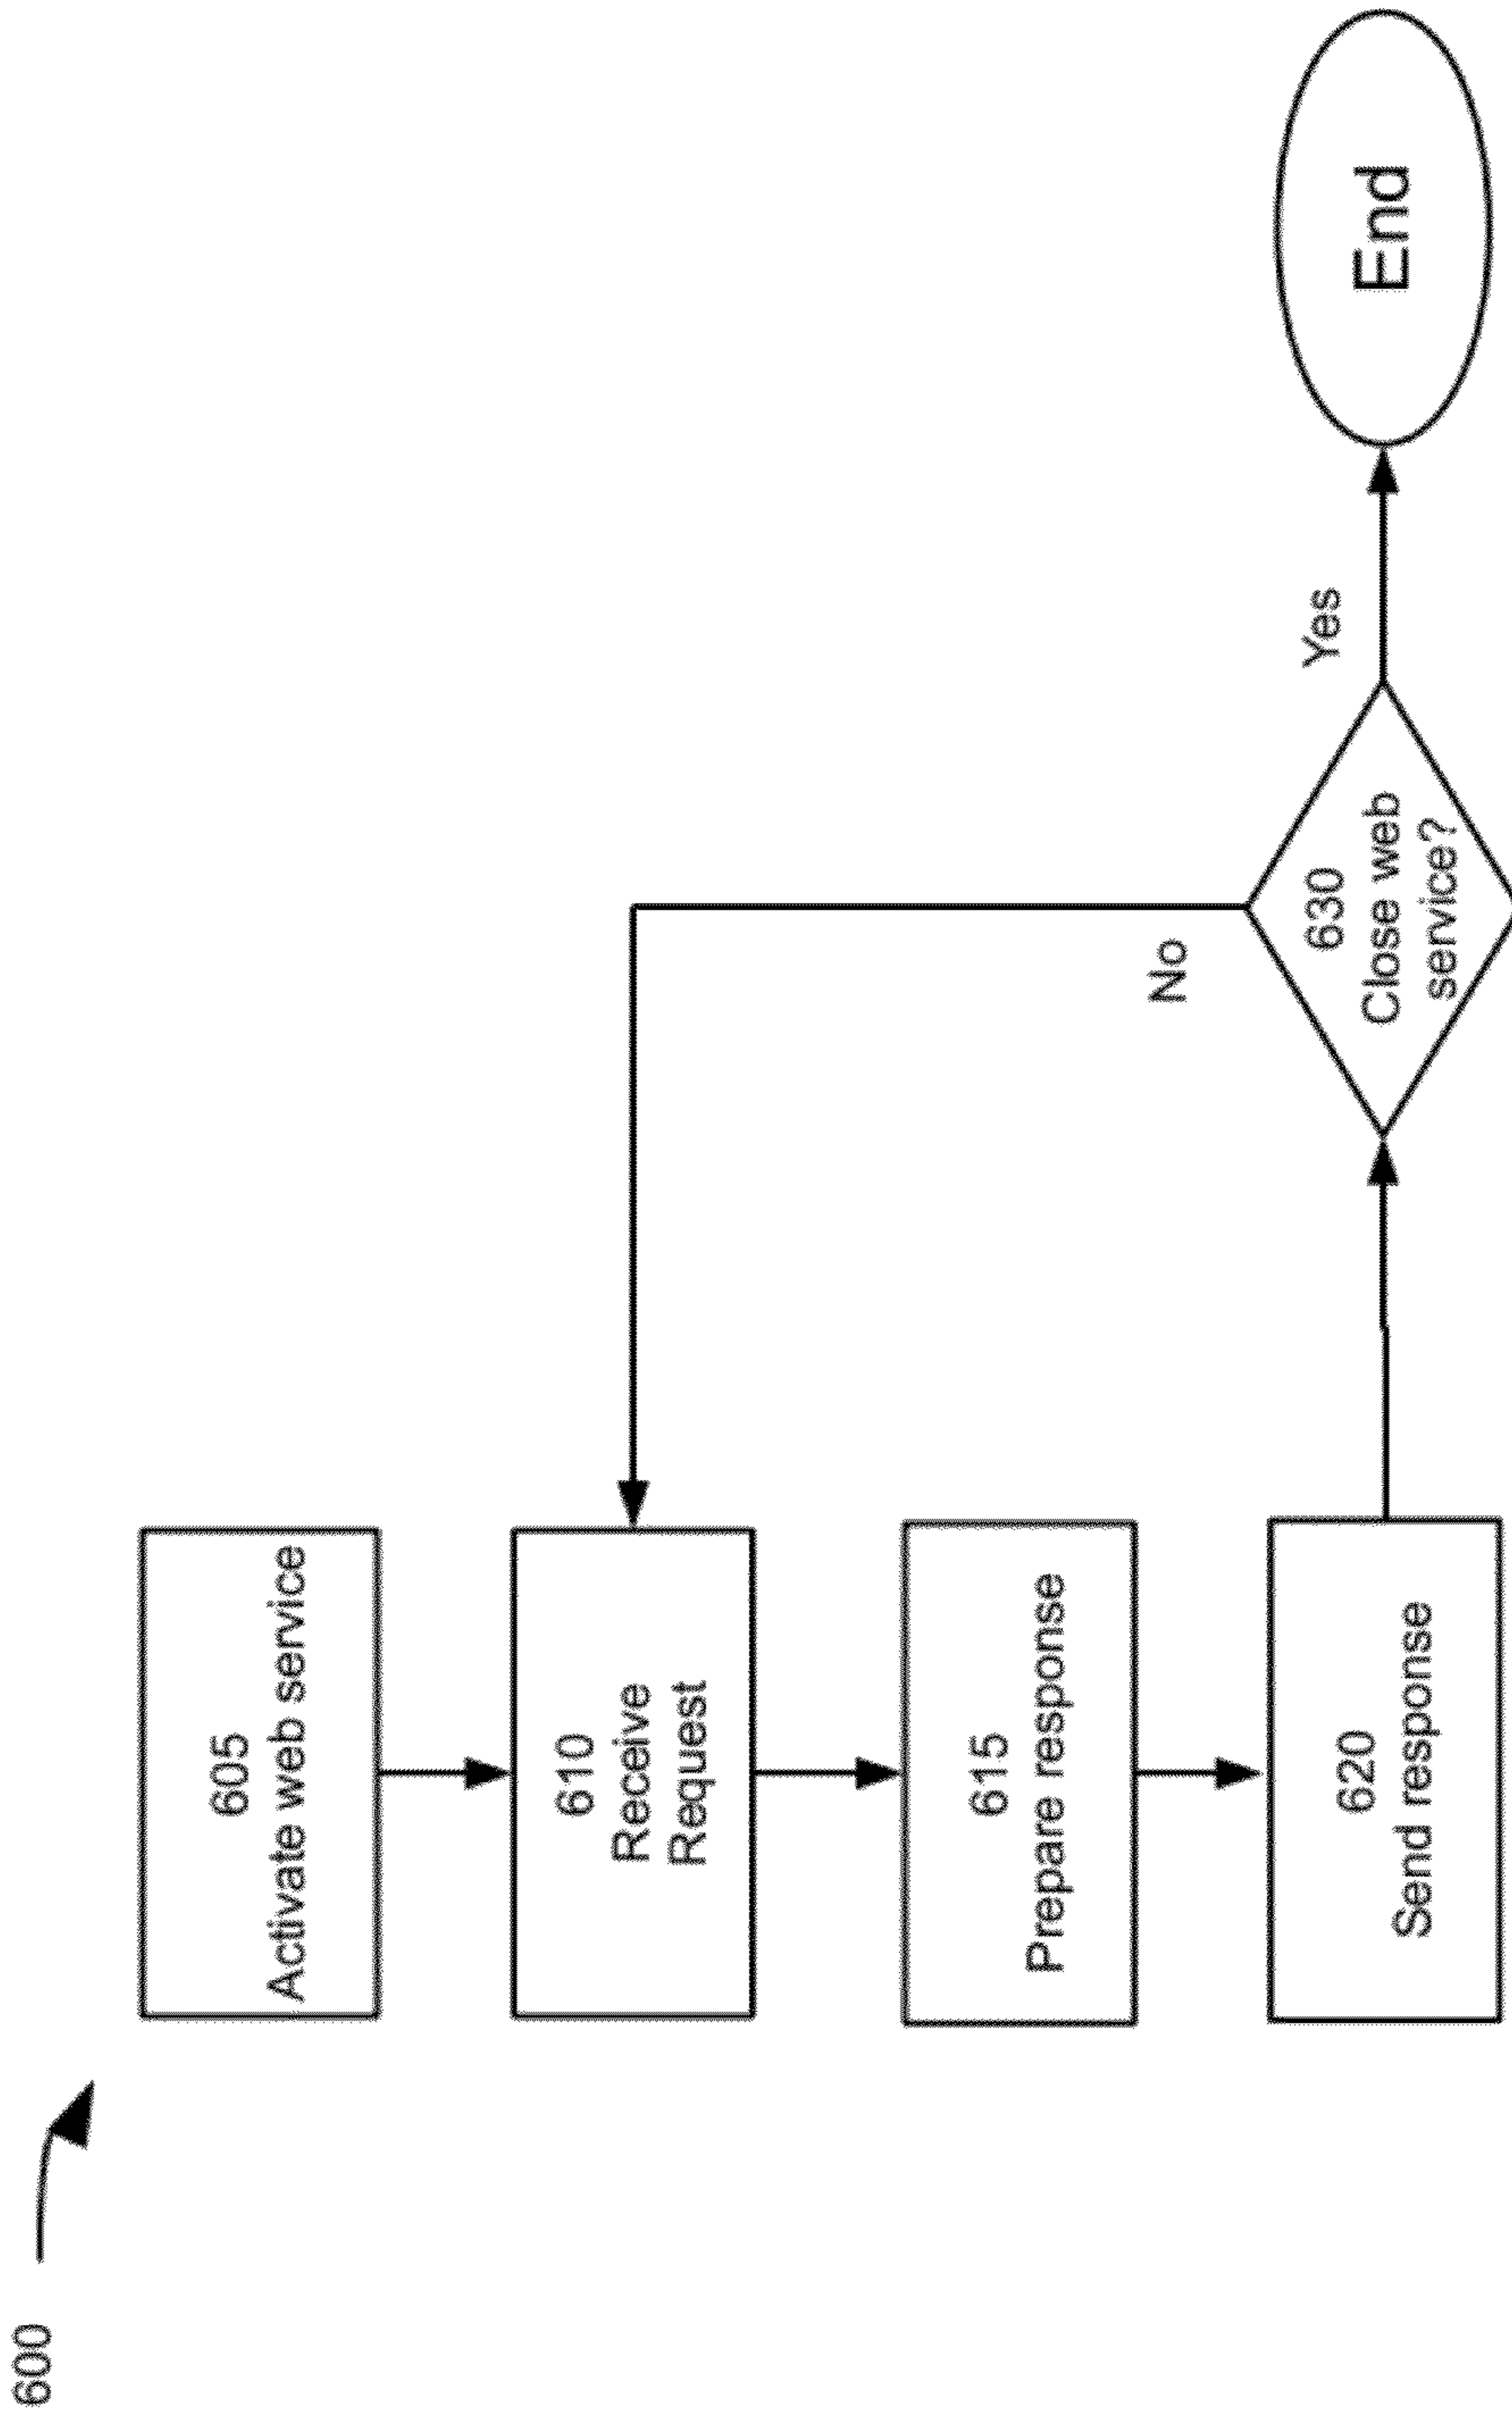 600
605
Activate web service
610
Receive
Request
615
Prepare response
620
Send response
630
Close web
service?
No
Yes
End